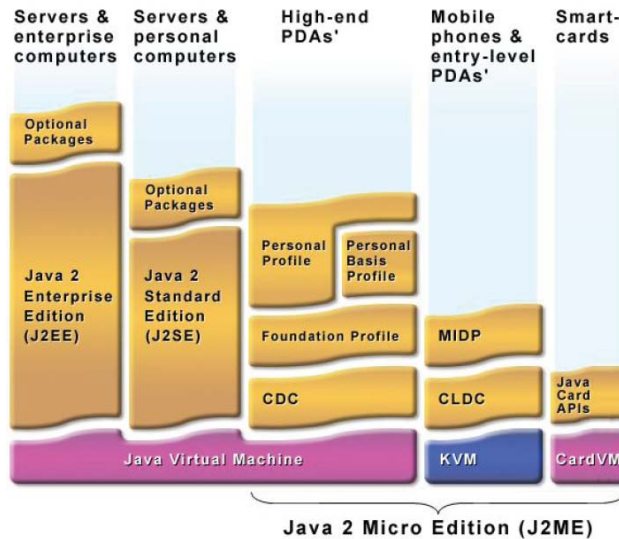 Servers &
enterprise
computers
Servers &
personal
computers
High-end
PDAs'
Mobile
phones &
entry-level
PDAs'
Smart-
cards
Optional
Packages
Java 2
Enterprise
Edition
(J2EE)
Optional
Packages
Java 2
Standard
Edition
(J2SE)
Personal
Profile
Personal
Basis
Profile
Foundation Profile
CDC
MIDP
CLDC
Java
Card
APIs
Java Virtual Machine
KVM
CardVM
Java 2 Micro Edition (J2ME)